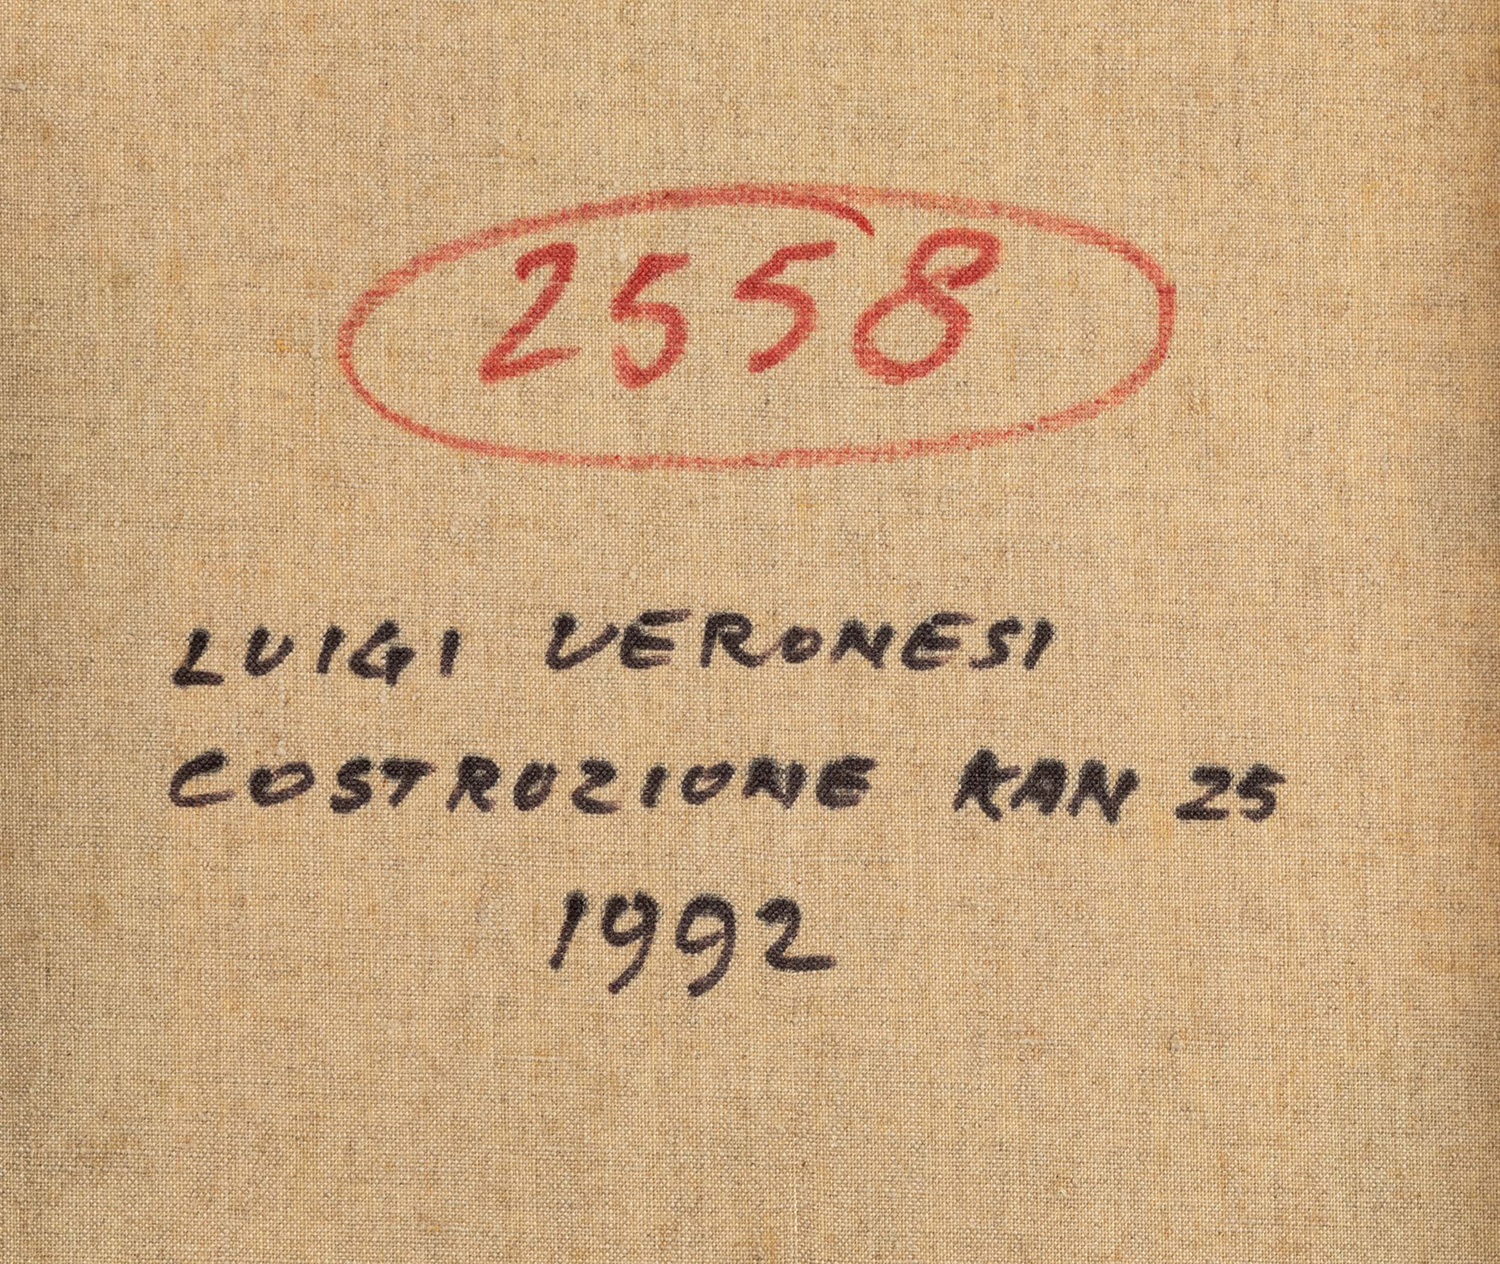 2558
LUIGI VERONESI
COSTRUZIONE KAN 25
1992